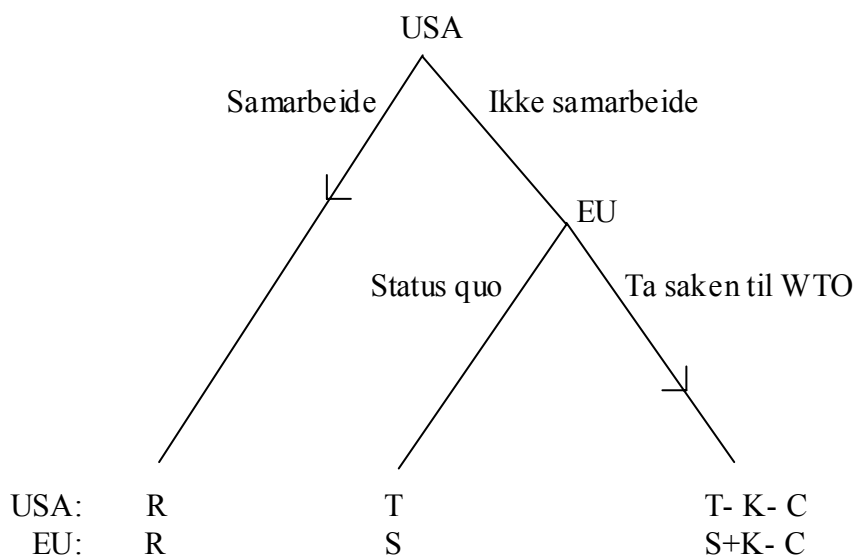 USA
Samarbeide
Ikke samarbeide
EU
Status quo
Ta saken til WTO
USA: R T T- K- C
EU: R S S+K- C